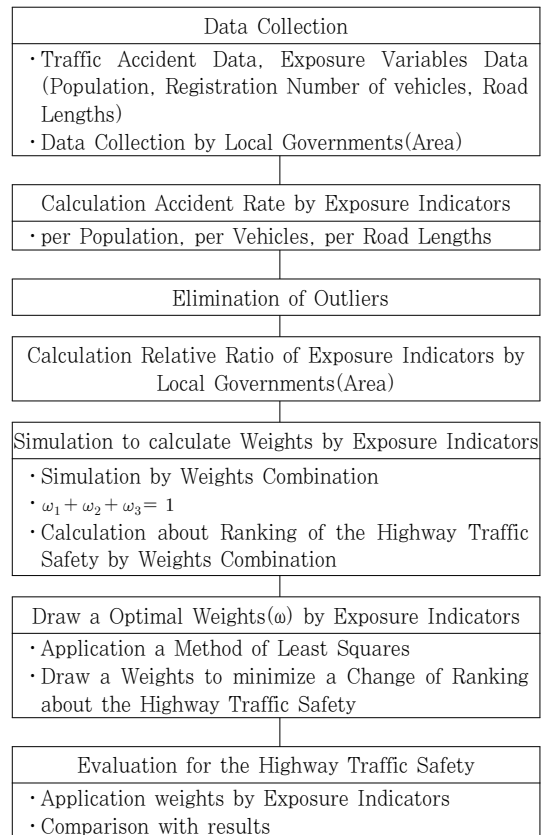 Data Collection
· Traffic Accident Data, Exposure Variables Data
(Population, Registration Number of vehicles, Road
Lengths)
· Data Collection by Local Governments(Area)
Calculation Accident Rate by Exposure Indicators
· per Population, per Vehicles, per Road Lengths
Elimination of Outliers
Calculation Relative Ratio of Exposure Indicators by
Local Governments(Area)
Simulation to calculate Weights by Exposure Indicators
· Simulation by Weights Combination
· ω₁+ω₂+ω₃= 1
· Calculation about Ranking of the Highway Traffic
Safety by Weights Combination
Draw a Optimal Weights(ω) by Exposure Indicators
· Application a Method of Least Squares
· Draw a Weights to minimize a Change of Ranking
about the Highway Traffic Safety
Evaluation for the Highway Traffic Safety
· Application weights by Exposure Indicators
· Comparison with results